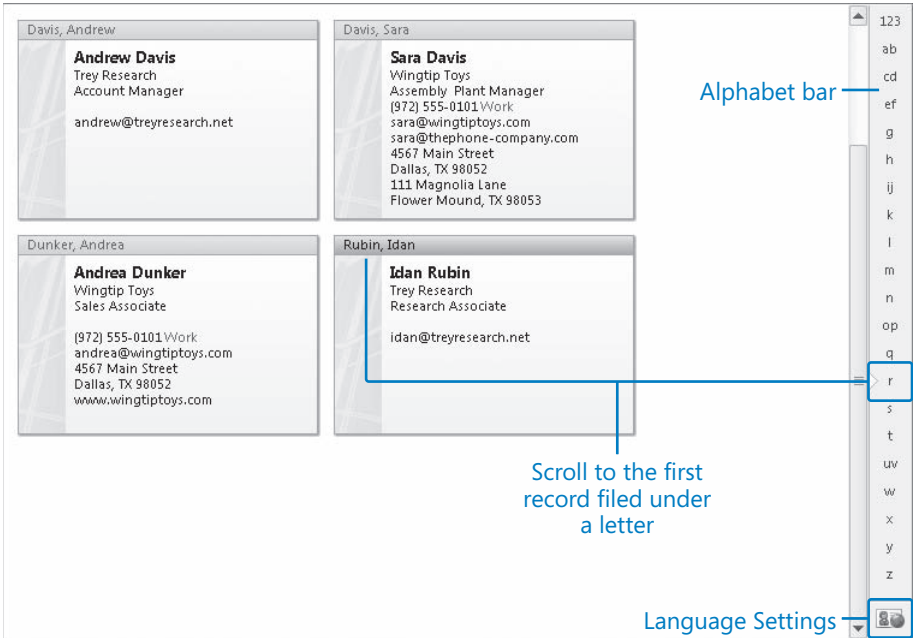 Davis, Andrew
Andrew Davis
Trey Research
Account Manager
andrew@treyresearch.net
Davis, Sara
Sara Davis
Wingtip Toys
Assembly Plant Manager
(972) 555-0101 Work
sara@wingtiptoys.com
sara@thephone-company.com
4567 Main Street
Dallas, TX 98052
111 Magnolia Lane
Flower Mound, TX 98053
Dunker, Andrea
Andrea Dunker
Wingtip Toys
Sales Associate
(972) 555-0101 Work
andrea@wingtiptoys.com
4567 Main Street
Dallas, TX 98052
www.wingtiptoys.com
Rubin, Idan
Idan Rubin
Trey Research
Research Associate
idan@treyresearch.net
Scroll to the first
record filed under
a letter
Alphabet bar
Language Settings
123
ab
cd
ef
g
h
ij
k
l
m
n
op
q
r
s
t
uv
w
x
y
z